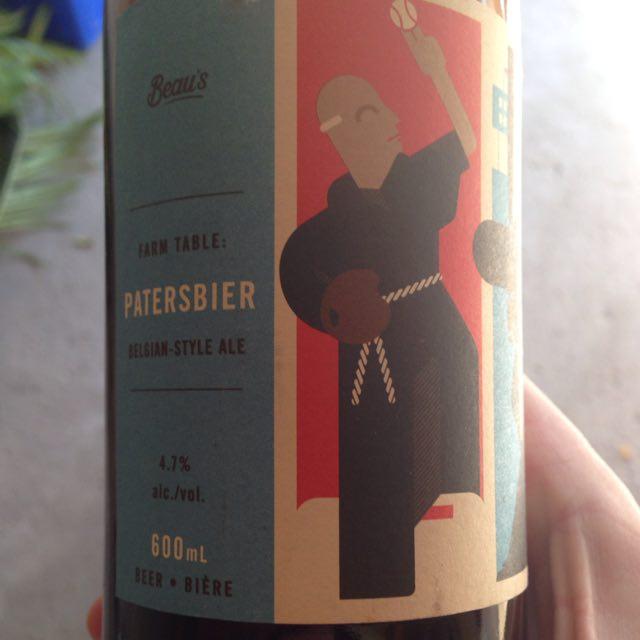 Beau's
FARM TABLE:
PATERSBIER
BELGIAN-STYLE ALE
4.7%
alc./vol.
600mL
BEER • BIÈRE